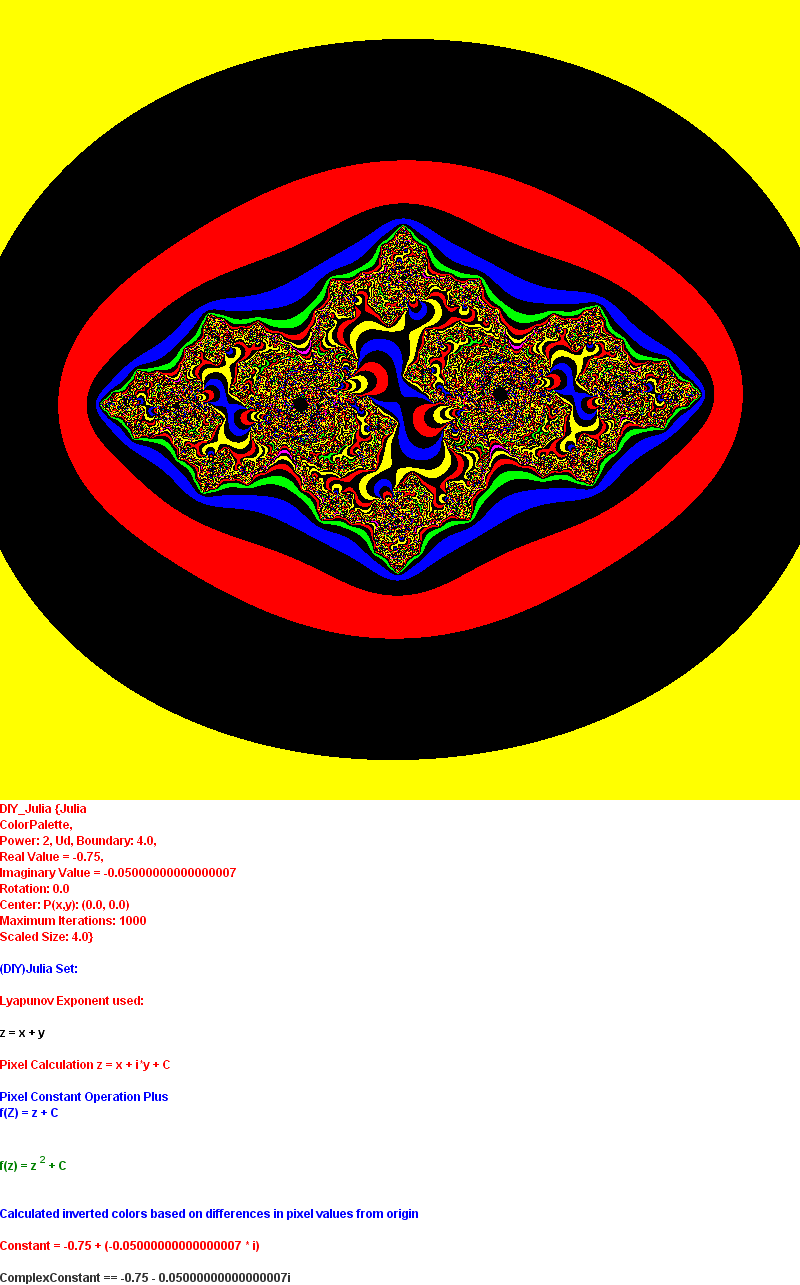 DIY_Julia {Julia
ColorPalette,
Power: 2, Ud, Boundary: 4.0,
Real Value = -0.75,
Imaginary Value = -0.05000000000000007
Rotation: 0.0
Center: P(x,y): (0.0, 0.0)
Maximum Iterations: 1000
Scaled Size: 4.0}
(DIY)Julia Set:
Lyapunov Exponent used:
z = x + y
Pixel Calculation z = x + i*y + C
Pixel Constant Operation Plus
f(Z) = z + C
f(z) = z 2 + C
Calculated inverted colors based on differences in pixel values from origin
Constant = -0.75 + (-0.05000000000000007 * i)
ComplexConstant == -0.75 - 0.05000000000000007i